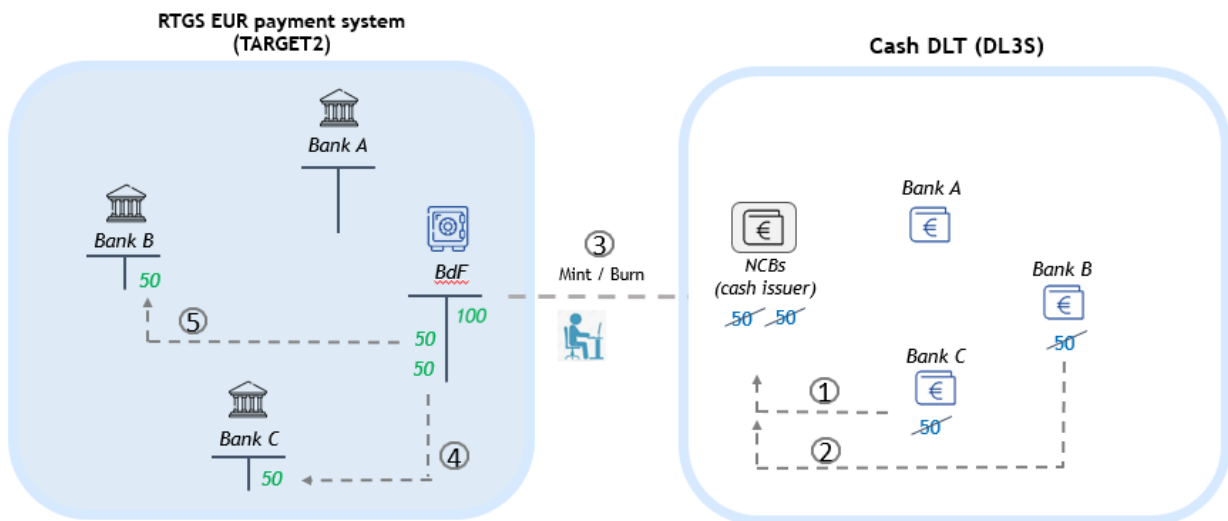 RTGS EUR payment system
(TARGET2)
Cash DLT (DL3S)
Bank A
Bank B
50
BdF
100
50
50
5
Bank C
50
4
3
Mint / Burn
NCBs
(cash issuer)
50 50
Bank A
€
€
Bank B
€
50
Bank C
€
50
1
2